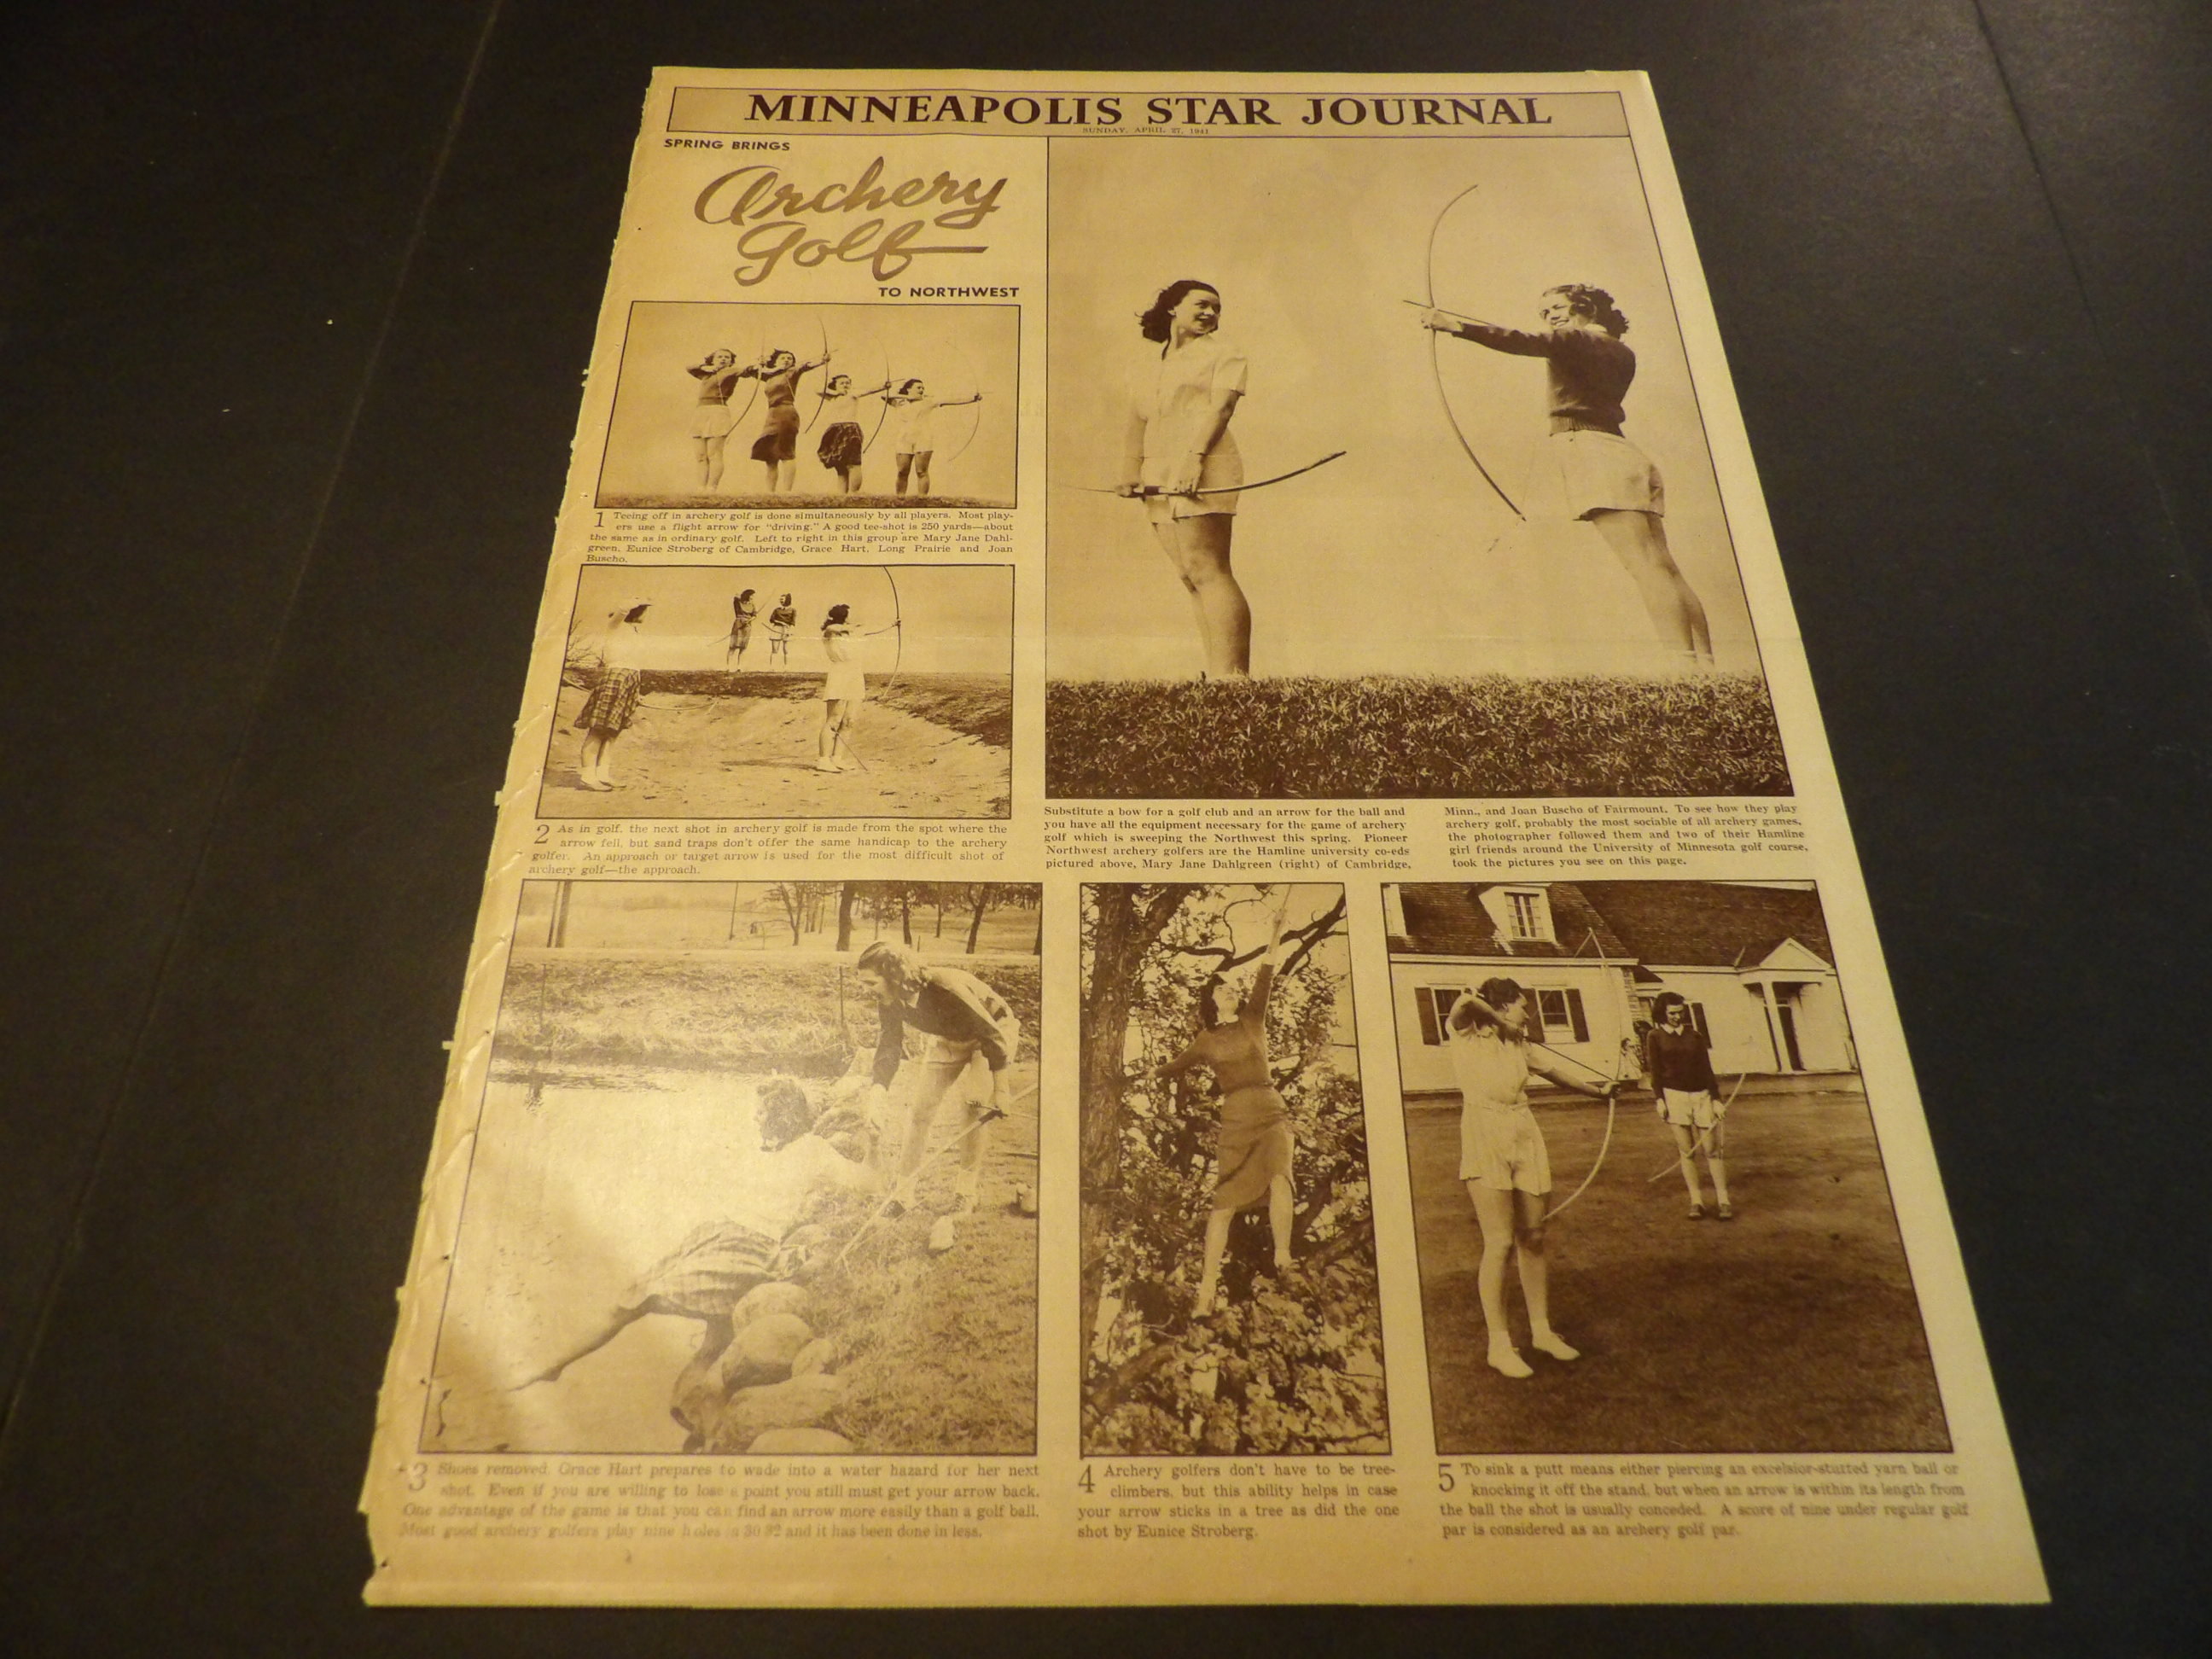 MINNEAPOLIS STAR JOURNAL
SUNDAY, APRIL 27, 1941
SPRING BRINGS
Archery
Golf
TO NORTHWEST
1 Teeing off in archery golf is done simultaneously by all players. Most play-
ers use a flight arrow for "driving." A good tee-shot is 250 yards—about
the same as in ordinary golf. Left to right in this group are Mary Jane Dahl-
green, Eunice Stroberg of Cambridge, Grace Hart, Long Prairie and Joan
Buscho.
2 As in golf, the next shot in archery golf is made from the spot where the
arrow fell, but sand traps don't offer the same handicap to the archery
golfer. An approach or target arrow is used for the most difficult shot of
archery golf—the approach.
Substitute a bow for a golf club and an arrow for the ball and
you have all the equipment necessary for the game of archery
golf which is sweeping the Northwest this spring. Pioneer
Northwest archery golfers are the Hamline university co-eds
pictured above, Mary Jane Dahlgreen (right) of Cambridge,
Minn., and Joan Buscho of Fairmount. To see how they play
archery golf, probably the most sociable of all archery games,
the photographer followed them and two of their Hamline
girl friends around the University of Minnesota golf course,
took the pictures you see on this page.
3 Shoes removed, Grace Hart prepares to wade into a water hazard for her next
shot. Even if you are willing to lose a point you still must get your arrow back.
One advantage of the game is that you can find an arrow more easily than a golf ball.
Most good archery golfers play nine holes in 30 32 and it has been done in less.
4 Archery golfers don't have to be tree-
climbers, but this ability helps in case
your arrow sticks in a tree as did the one
shot by Eunice Stroberg.
5 To sink a putt means either piercing an excelsior-stuffed yarn ball or
knocking it off the stand, but when an arrow is within its length from
the ball the shot is usually conceded. A score of nine under regular golf
par is considered as an archery golf par.